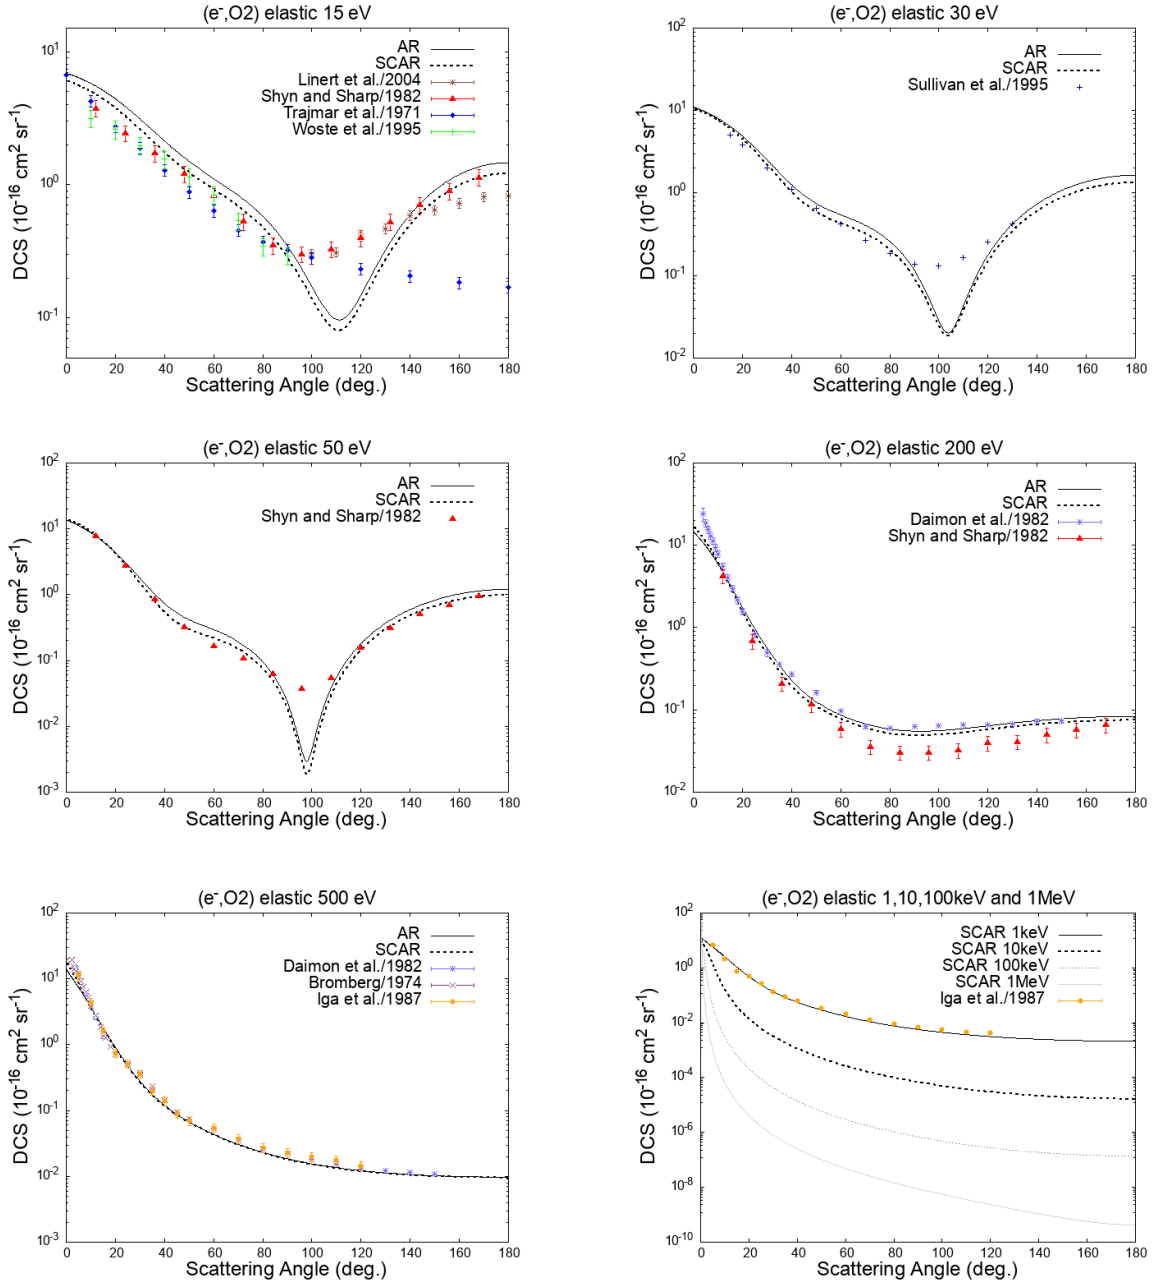 (e⁻,O2) elastic 15 eV
AR
SCAR
Linert et al./2004
Shyn and Sharp/1982
Trajmar et al./1971
Woste et al./1995
10¹
10⁰
10⁻¹
DCS (10⁻¹⁶ cm² sr⁻¹)
0 20 40 60 80 100 120 140 160 180
Scattering Angle (deg.)
(e⁻,O2) elastic 30 eV
AR
SCAR
Sullivan et al./1995
10²
10¹
10⁰
10⁻¹
10⁻²
DCS (10⁻¹⁶ cm² sr⁻¹)
0 20 40 60 80 100 120 140 160 180
Scattering Angle (deg.)
(e⁻,O2) elastic 50 eV
AR
SCAR
Shyn and Sharp/1982
10²
10¹
10⁰
10⁻¹
10⁻²
10⁻³
DCS (10⁻¹⁶ cm² sr⁻¹)
0 20 40 60 80 100 120 140 160 180
Scattering Angle (deg.)
(e⁻,O2) elastic 200 eV
AR
SCAR
Daimon et al./1982
Shyn and Sharp/1982
10²
10¹
10⁰
10⁻¹
10⁻²
DCS (10⁻¹⁶ cm² sr⁻¹)
0 20 40 60 80 100 120 140 160 180
Scattering Angle (deg.)
(e⁻,O2) elastic 500 eV
AR
SCAR
Daimon et al./1982
Bromberg/1974
Iga et al./1987
10²
10¹
10⁰
10⁻¹
10⁻²
10⁻³
DCS (10⁻¹⁶ cm² sr⁻¹)
0 20 40 60 80 100 120 140 160 180
Scattering Angle (deg.)
(e⁻,O2) elastic 1,10,100keV and 1MeV
SCAR 1keV
SCAR 10keV
SCAR 100keV
SCAR 1MeV
Iga et al./1987
10²
10⁰
10⁻²
10⁻⁴
10⁻⁶
10⁻⁸
10⁻¹⁰
DCS (10⁻¹⁶ cm² sr⁻¹)
0 20 40 60 80 100 120 140 160 180
Scattering Angle (deg.)